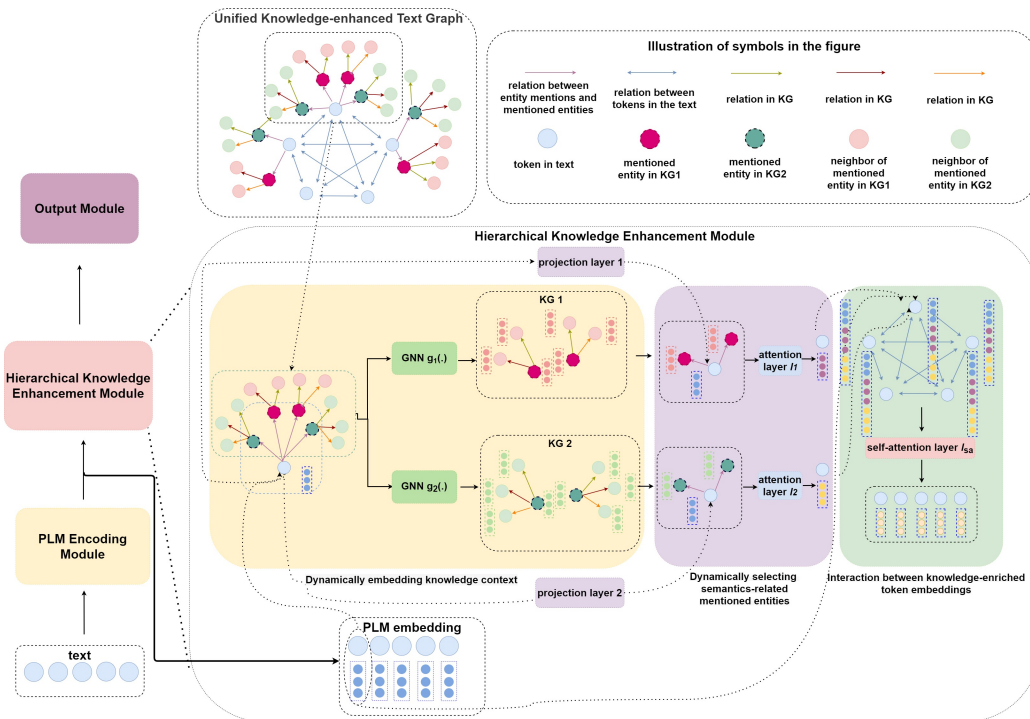 Unified Knowledge-enhanced Text Graph
Illustration of symbols in the figure
relation between
entity mentions and
mentioned entities
relation between
tokens in the text
relation in KG
relation in KG
relation in KG
token in text
mentioned
entity in KG1
mentioned
entity in KG2
neighbor of
mentioned
entity in KG1
neighbor of
mentioned
entity in KG2
Output Module
Hierarchical Knowledge
Enhancement Module
PLM Encoding
Module
text
Hierarchical Knowledge Enhancement Module
projection layer 1
KG 1
GNN g1(.)
attention
layer l1
KG 2
GNN g2(.)
attention
layer l2
self-attention layer lsa
Dynamically embedding knowledge context
projection layer 2
Dynamically selecting
semantics-related
mentioned entities
Interaction between knowledge-enriched
token embeddings
PLM embedding